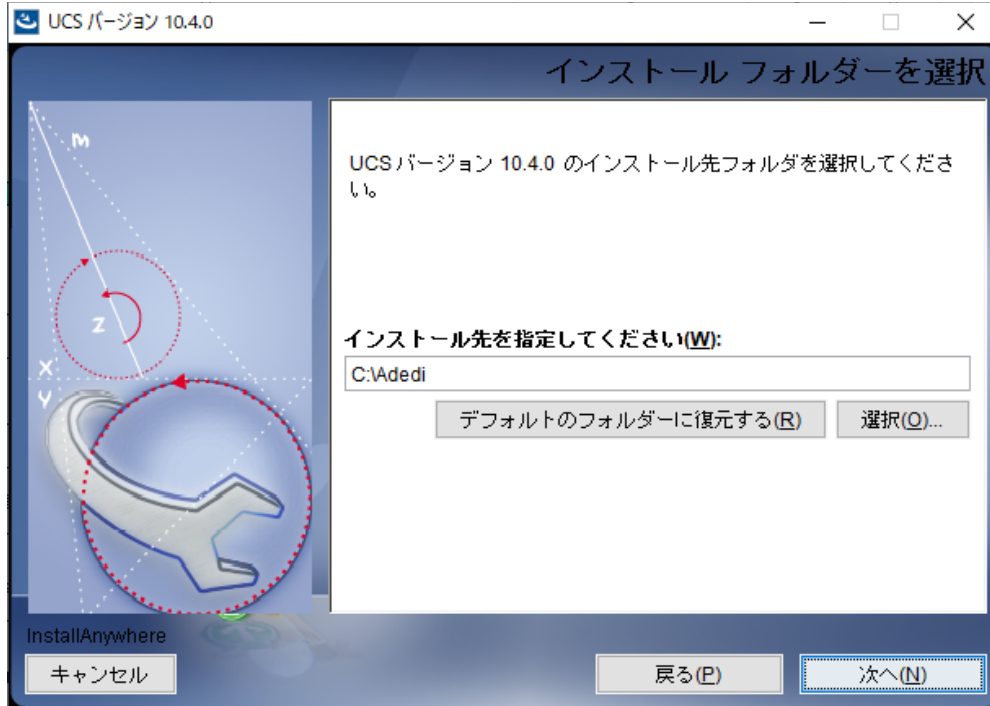 UCS バージョン 10.4.0
インストール フォルダーを選択
m
z
X
Y
UCS バージョン 10.4.0 のインストール先フォルダを選択してくださ
い。
インストール先を指定してください(W):
C:\Adedi
デフォルトのフォルダーに復元する(R)
選択(O)...
InstallAnywhere
キャンセル
戻る(P)
次へ(N)